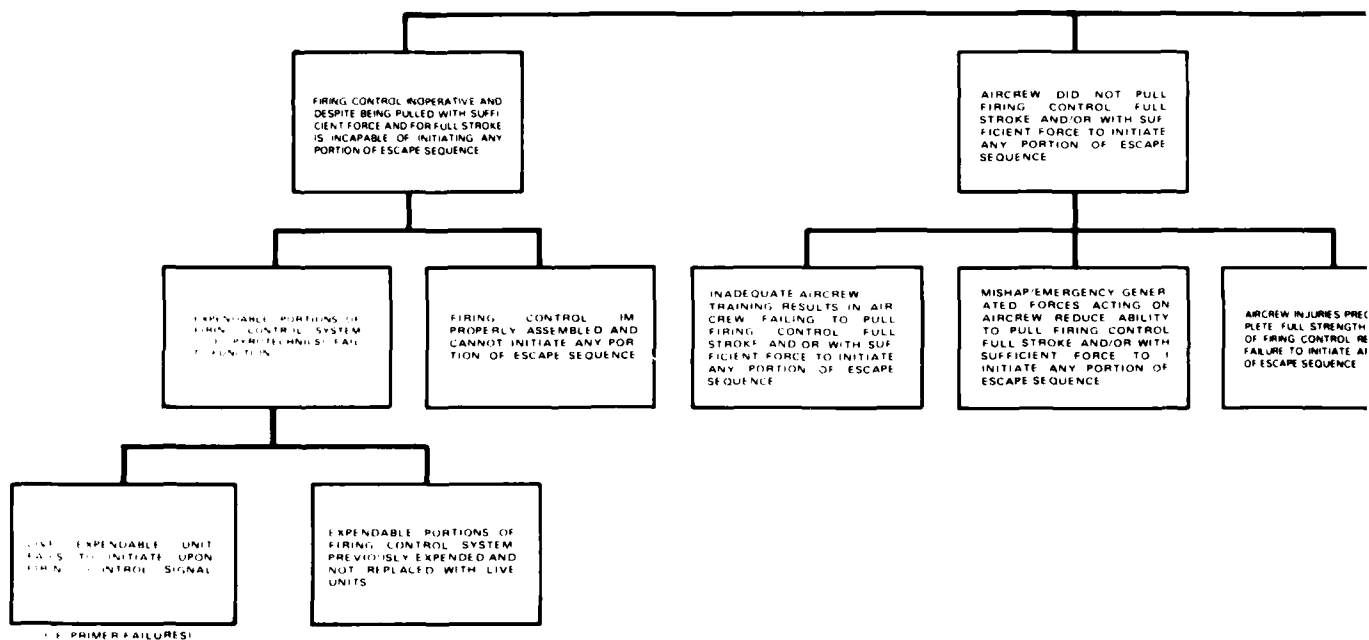 FIRING CONTROL INOPERATIVE AND
DESPITE BEING PULLED WITH SUFFI
CIENT FORCE AND FOR FULL STROKE
IS INCAPABLE OF INITIATING ANY
PORTION OF ESCAPE SEQUENCE
AIRCREW DID NOT PULL
FIRING CONTROL FULL
STROKE AND/OR WITH SUF
FICIENT FORCE TO INITIATE
ANY PORTION OF ESCAPE
SEQUENCE
EXPENDABLE PORTIONS OF
CONTROL SYSTEM
FAIL
FUNCTION
FIRING CONTROL IM
PROPERLY ASSEMBLED AND
CANNOT INITIATE ANY POR
TION OF ESCAPE SEQUENCE
INADEQUATE AIRCREW
TRAINING RESULTS IN AIR
CREW FAILING TO PULL
FIRING CONTROL FULL
STROKE AND/OR WITH SUF
FICIENT FORCE TO INITIATE
ANY PORTION OF ESCAPE
SEQUENCE
MISHAP/EMERGENCY GENER
ATED FORCES ACTING ON
AIRCREW REDUCE ABILITY
TO PULL FIRING CONTROL
FULL STROKE AND/OR WITH
SUFFICIENT FORCE TO
INITIATE ANY PORTION OF
ESCAPE SEQUENCE
AIRCREW INJURIES PREC
PLETE FULL STRENGTH
OF FIRING CONTROL RE
FAILURE TO INITIATE A
OF ESCAPE SEQUENCE
EXPENDABLE UNIT
TO INITIATE UPON
CONTROL SIGNAL
EXPENDABLE PORTIONS OF
FIRING CONTROL SYSTEM
PREVIOUSLY EXPENDED AND
NOT REPLACED WITH LIVE
UNITS
PRIMER FAILURES)